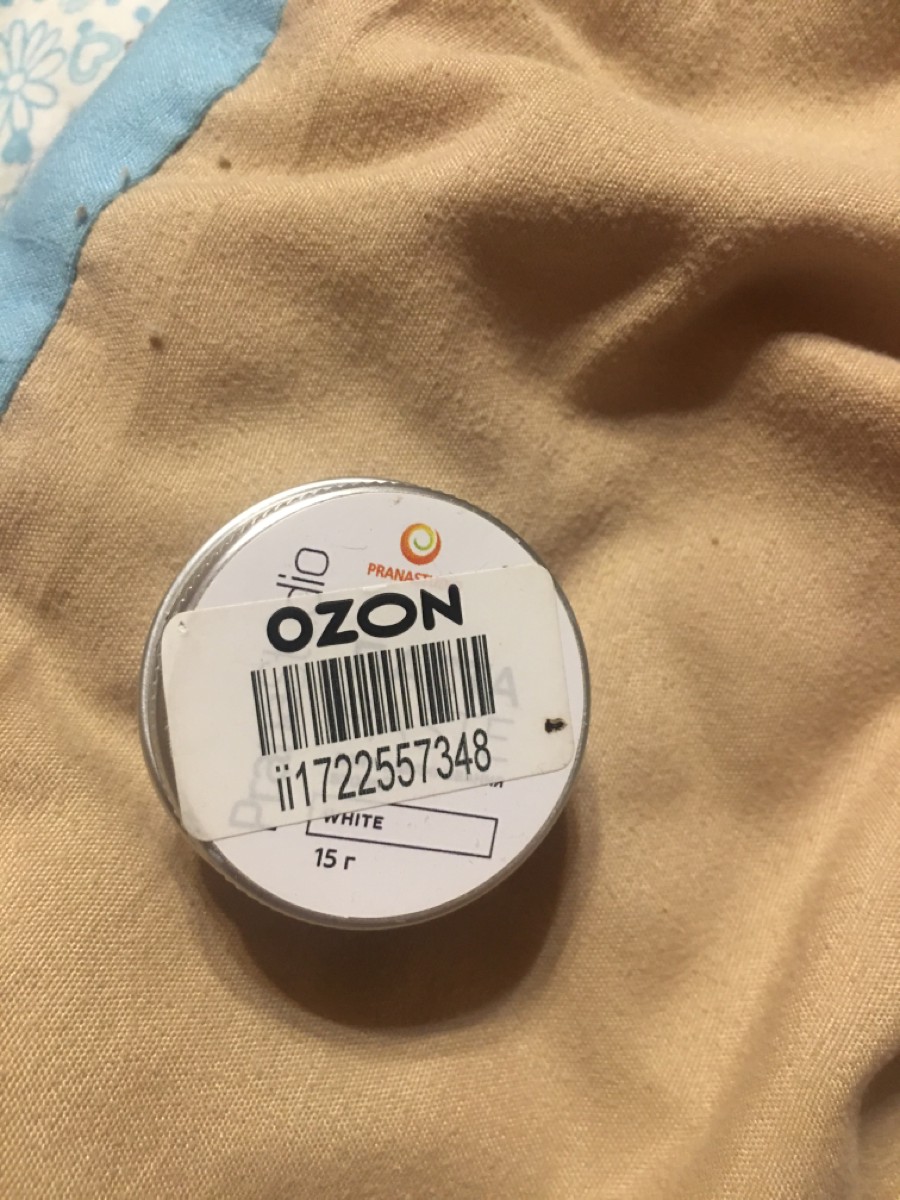 dio
PRANAST
OZON
ii1722557348
WHITE
15 г